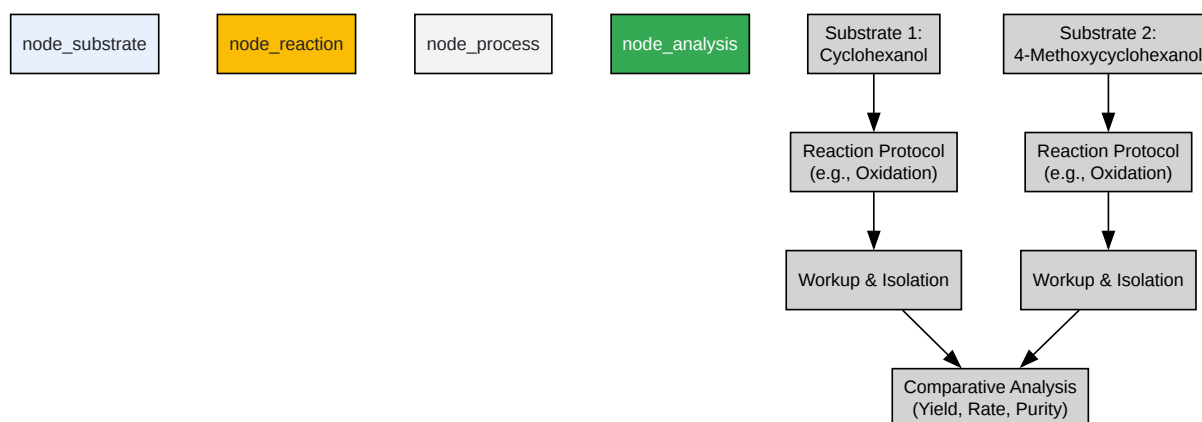 node_substrate
node_reaction
node_process
node_analysis
Substrate 1:
Cyclohexanol
Substrate 2:
4-Methoxycyclohexanol
Reaction Protocol
(e.g., Oxidation)
Reaction Protocol
(e.g., Oxidation)
Workup & Isolation
Workup & Isolation
Comparative Analysis
(Yield, Rate, Purity)